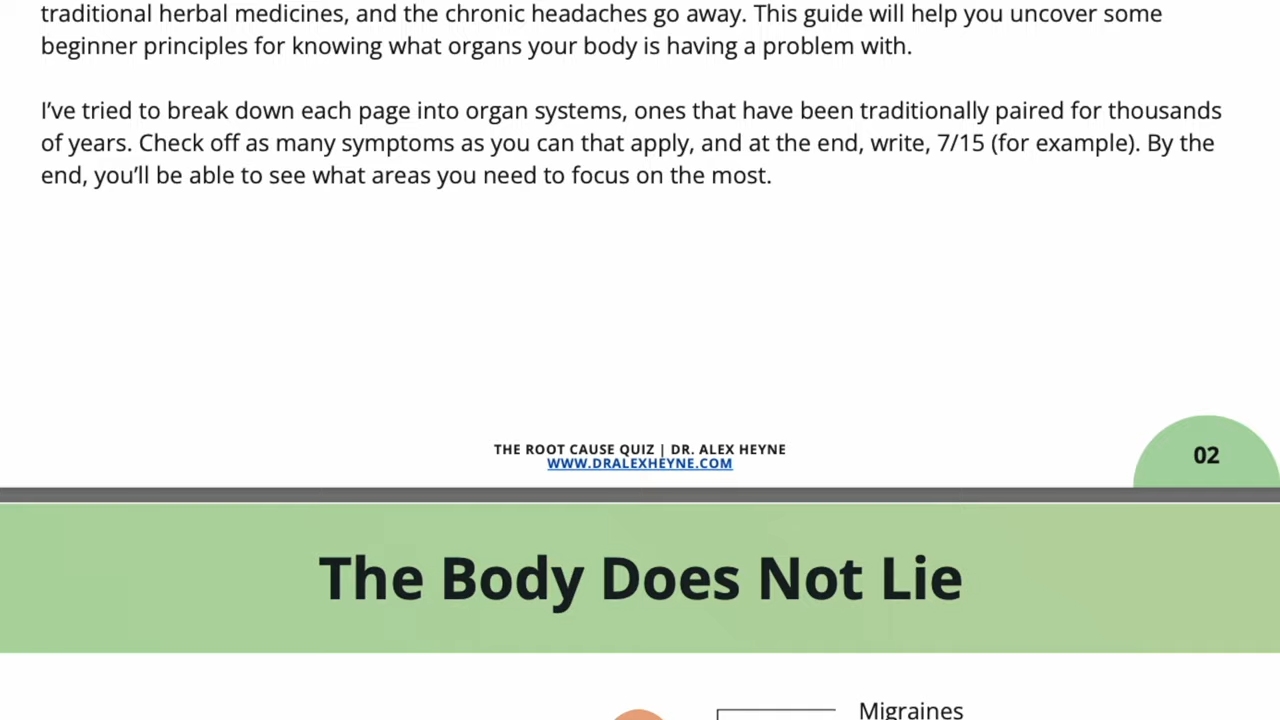 traditional herbal medicines, and the chronic headaches go away. This guide will help you uncover some
beginner principles for knowing what organs your body is having a problem with.
I've tried to break down each page into organ systems, ones that have been traditionally paired for thousands
of years. Check off as many symptoms as you can that apply, and at the end, write, 7/15 (for example). By the
end, you'll be able to see what areas you need to focus on the most.
THE ROOT CAUSE QUIZ | DR. ALEX HEYNE
WWW.DRALEXHEYNE.COM
02
The Body Does Not Lie
Migraines